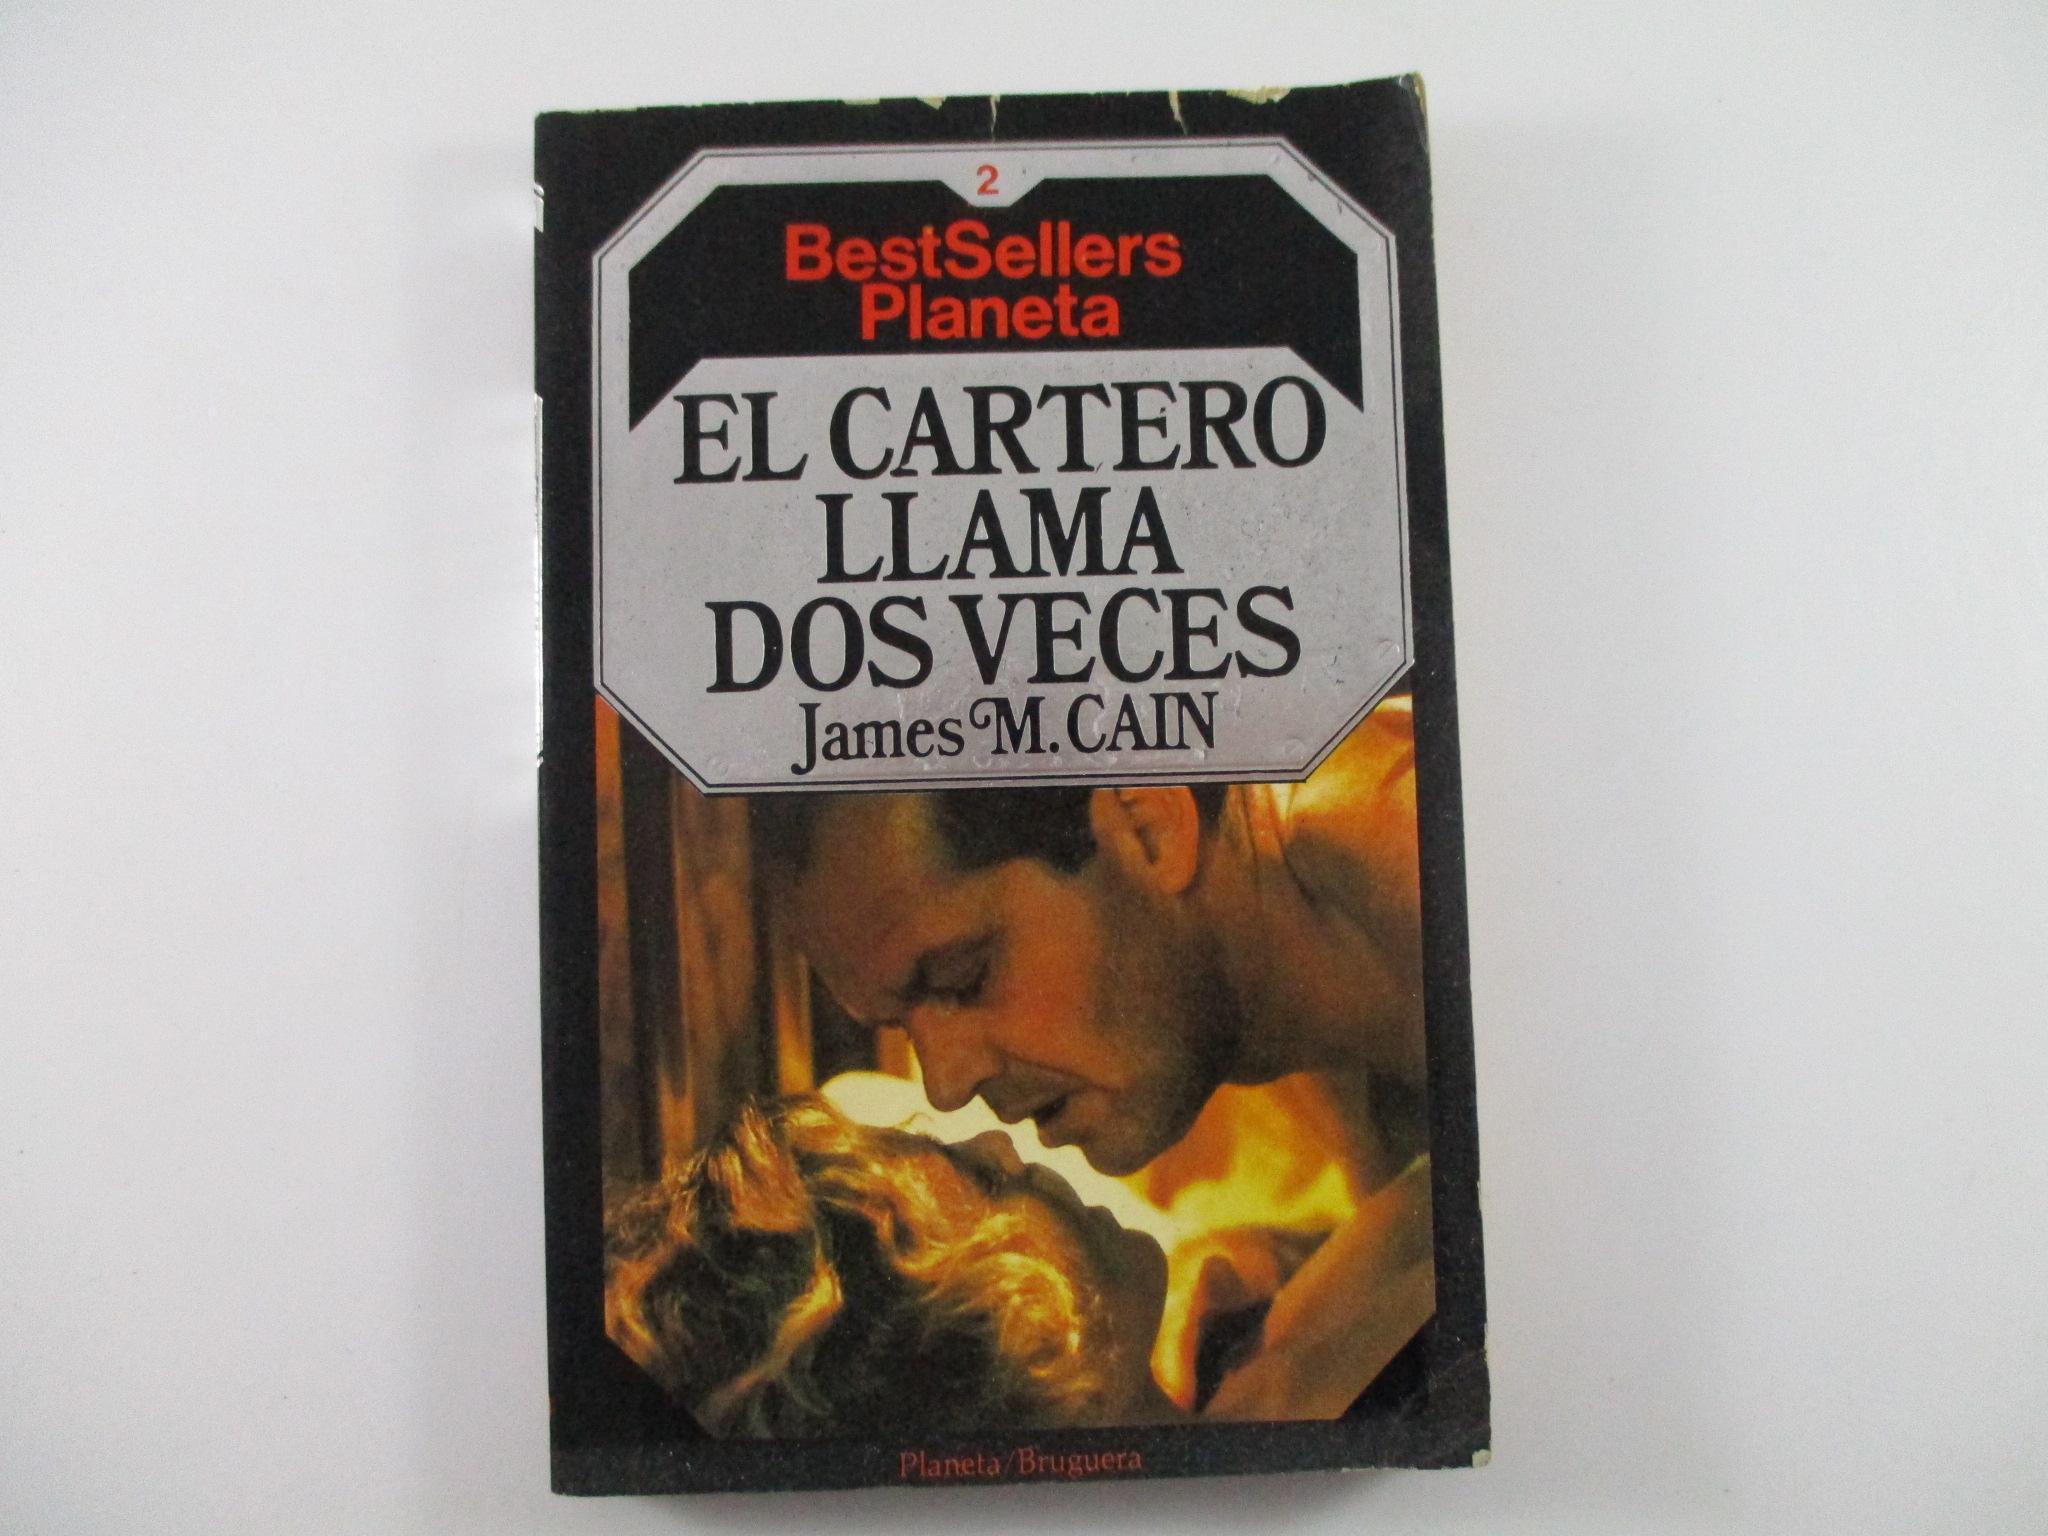 2
BestSellers
Planeta
EL CARTERO
LLAMA
DOS VECES
James M. CAIN
Planeta/Bruguera